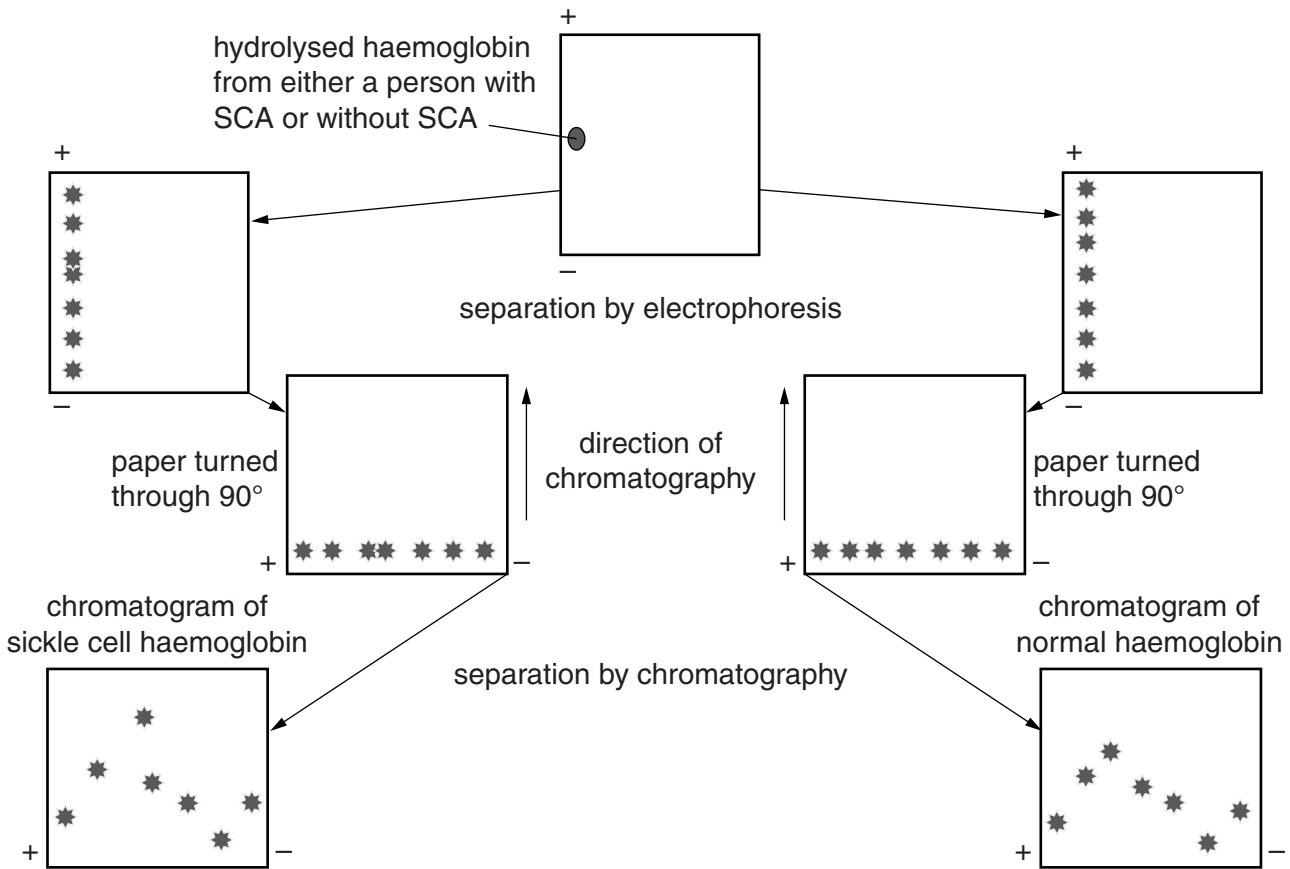 +
hydrolysed haemoglobin
from either a person with
SCA or without SCA
+
+
−
separation by electrophoresis
−
−
direction of
chromatography
paper turned
through 90°
paper turned
through 90°
+
−
+
−
chromatogram of
sickle cell haemoglobin
chromatogram of
normal haemoglobin
separation by chromatography
+
−
+
−